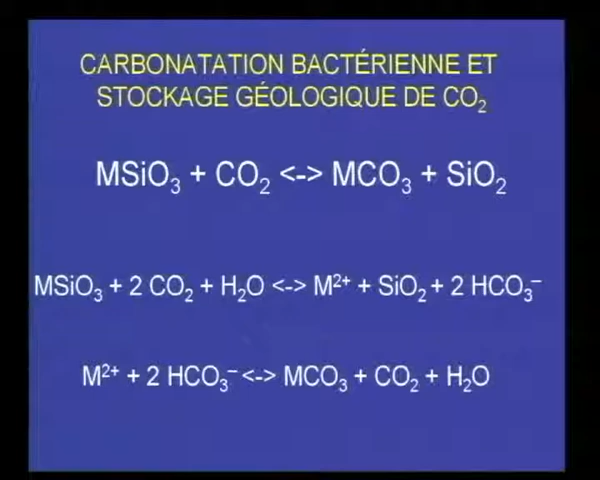 CARBONATATION BACTÉRIENNE ET
STOCKAGE GÉOLOGIQUE DE CO₂
MSiO₃ + CO₂ <-> MCO₃ + SiO₂
MSiO₃ + 2 CO₂ + H₂O <-> M²⁺ + SiO₂ + 2 HCO₃⁻
M²⁺ + 2 HCO₃⁻ <-> MCO₃ + CO₂ + H₂O